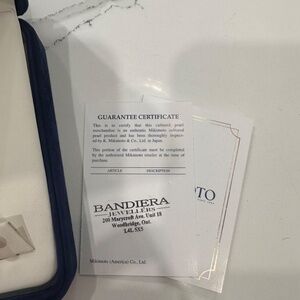 GUARANTEE CERTIFICATE
This is to certify that this cultured pearl
merchandise is an authentic Mikimoto cultured
pearl product and has been thoroughly inspec-
ted by K. Mikimoto & Co., Ltd. in Japan.
This portion of the certificate must be completed
by the authorized Mikimoto retailer at the time of
purchase.
ARTICLE DESCRIPTION
BANDIERA
JEWELLERS
200 Marycroft Ave. Unit 18
Woodbridge, Ont.
L4L 5X5
Mikimoto (America) Co., Ltd.
OTO